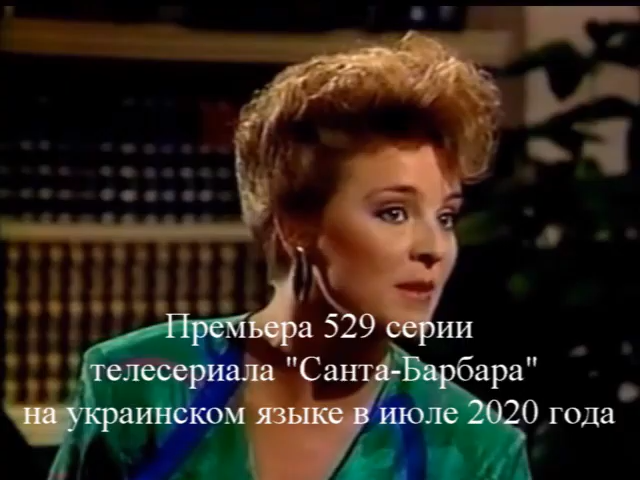 Премьера 529 серии
телесериала "Санта-Барбара"
на украинском языке в июле 2020 года